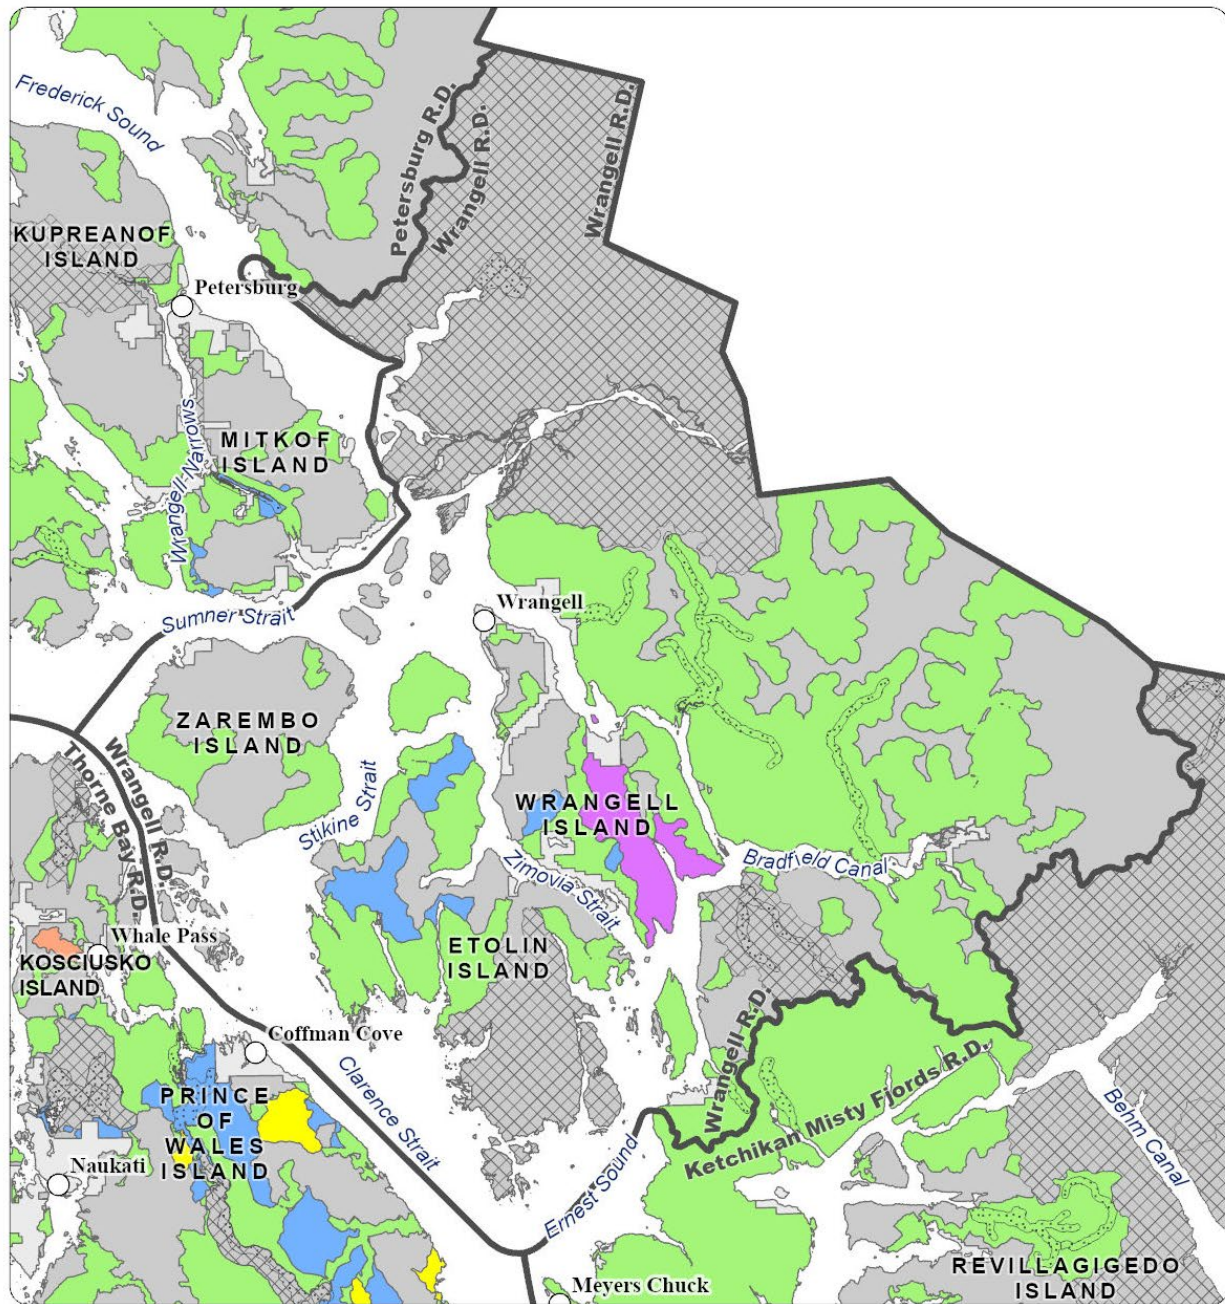 Frederick Sound
Petersburg R.D.
Wrangell R.D.
Wrangell R.D.
KUPREANOF
ISLAND
Petersburg
MITKOF
ISLAND
Wrangell Narrows
Sumner Strait
Wrangell
ZAREMBO
ISLAND
Wrangell R.D.
Thorne Bay R.D.
Stikine Strait
WRANGELL
ISLAND
Zimovia Strait
Bradfield Canal
Whale Pass
KOSCIUSKO
ISLAND
ETOLIN
ISLAND
Coffman Cove
Clarence Strait
Wrangell R.D.
Ketchikan Misty Fjords R.D.
Behm Canal
PRINCE
OF
WALES
ISLAND
Naukati
Ernest Sound
Meyers Chuck
REVILLAGIGEDO
ISLAND